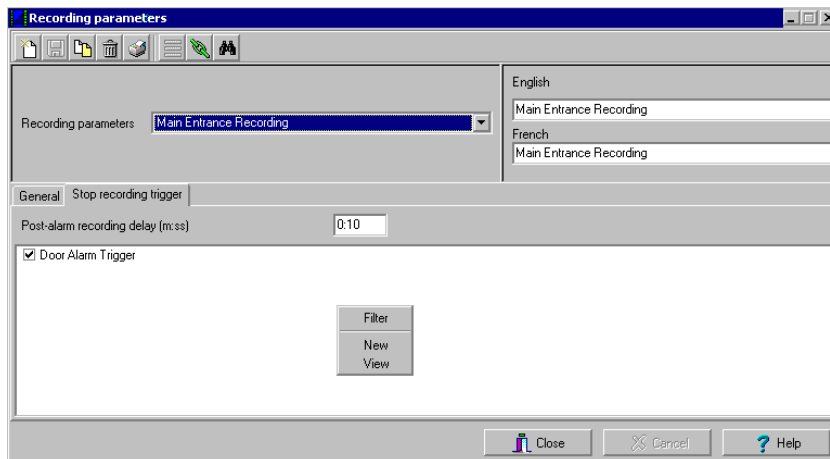 Recording parameters
English
Main Entrance Recording
Recording parameters Main Entrance Recording
French
Main Entrance Recording
General Stop recording trigger
Post-alarm recording delay (m:ss) 0:10
Door Alarm Trigger
Filter
New
View
Close Cancel Help